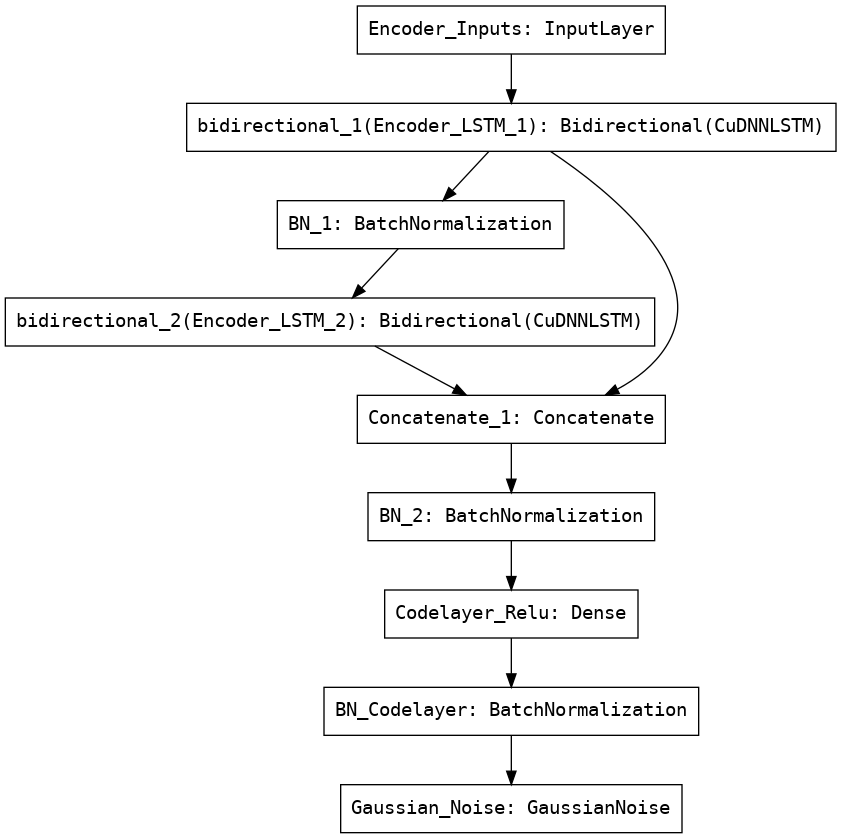 Encoder_Inputs: InputLayer
bidirectional_1(Encoder_LSTM_1): Bidirectional(CuDNNLSTM)
BN_1: BatchNormalization
bidirectional_2(Encoder_LSTM_2): Bidirectional(CuDNNLSTM)
Concatenate_1: Concatenate
BN_2: BatchNormalization
Codelayer_Relu: Dense
BN_Codelayer: BatchNormalization
Gaussian_Noise: GaussianNoise